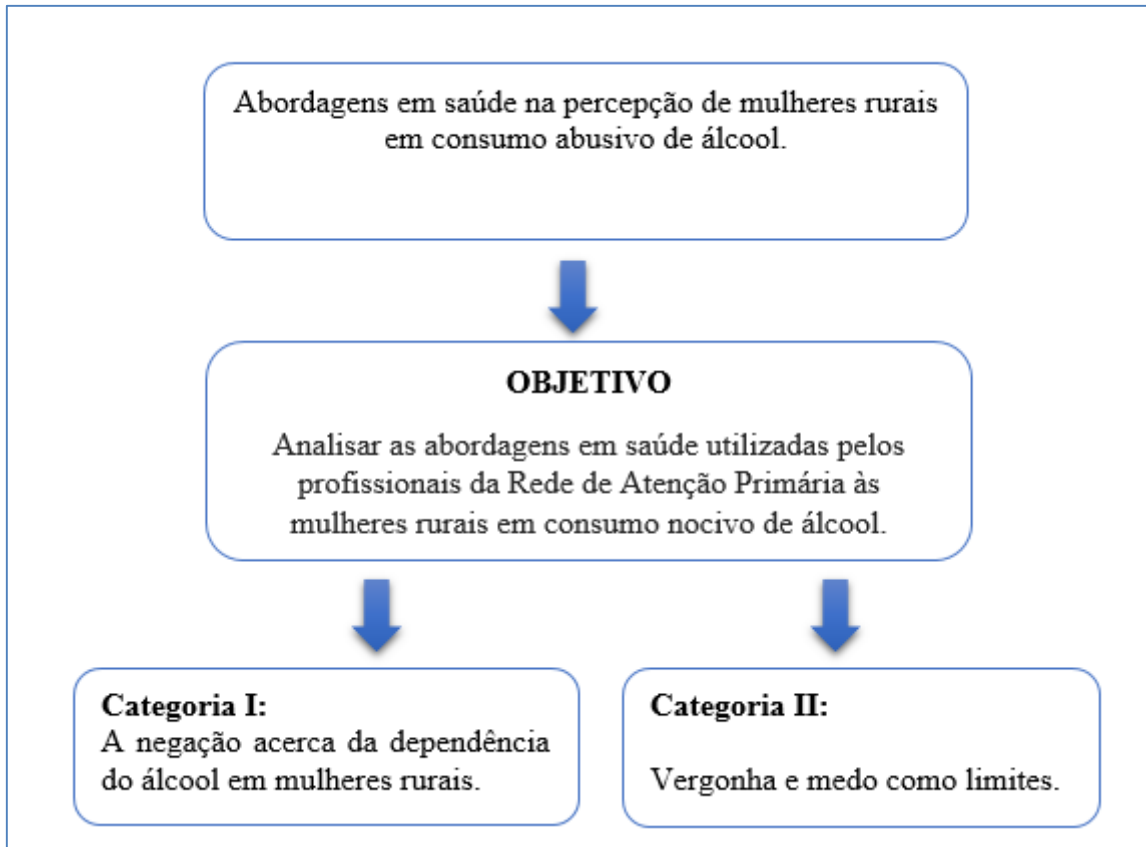 Abordagens em saúde na percepção de mulheres rurais
em consumo abusivo de álcool.
OBJETIVO
Analisar as abordagens em saúde utilizadas pelos
profissionais da Rede de Atenção Primária às
mulheres rurais em consumo nocivo de álcool.
Categoria I:
A negação acerca da dependência
do álcool em mulheres rurais.
Categoria II:
Vergonha e medo como limites.